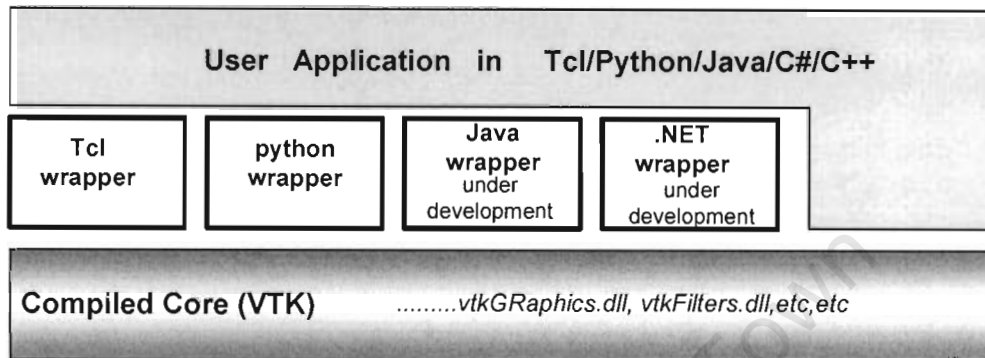 User Application in Tcl/Python/Java/C#/C++
Tcl
wrapper
python
wrapper
Java
wrapper
under
development
.NET
wrapper
under
development
Compiled Core (VTK) .........vtkGRaphics.dll, vtkFilters.dll,etc,etc
Town